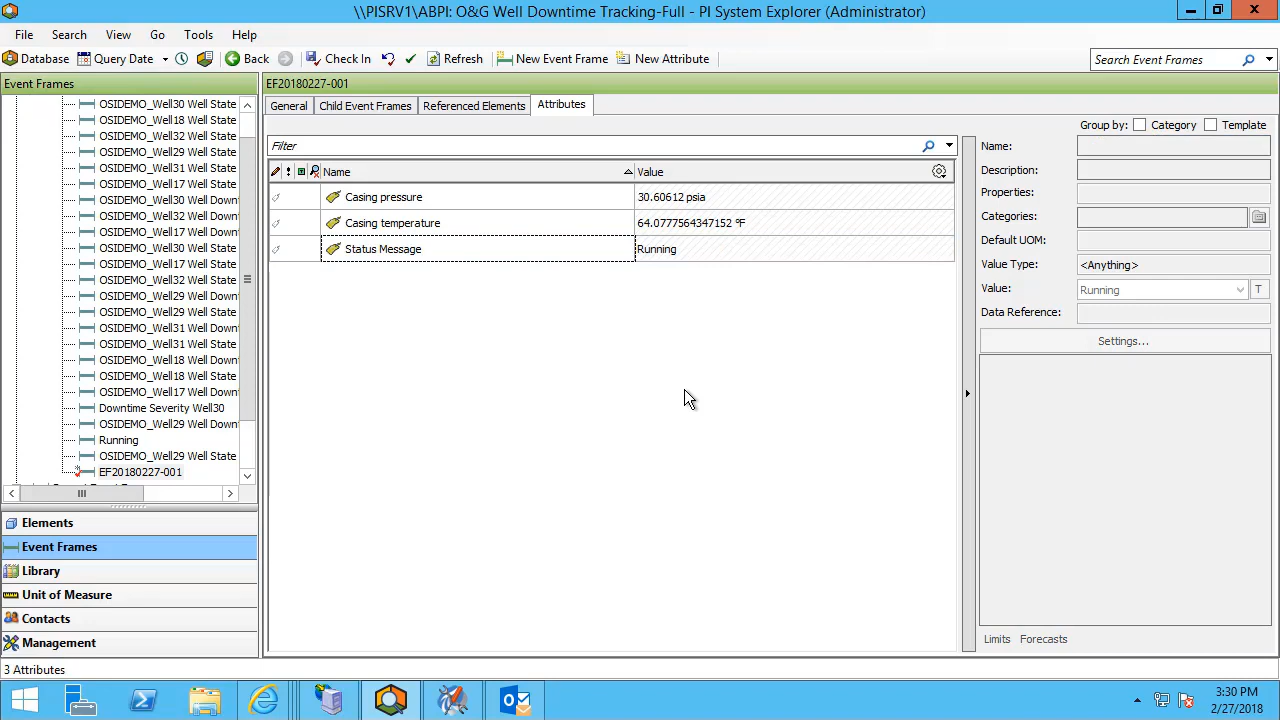 \\PISRV1\ABPI: O&G Well Downtime Tracking-Full - PI System Explorer (Administrator)
File Search View Go Tools Help
Database Query Date Back Check In Refresh New Event Frame New Attribute Search Event Frames
Event Frames
OSIDEMO_Well30 Well State
OSIDEMO_Well18 Well State
OSIDEMO_Well32 Well State
OSIDEMO_Well29 Well State
OSIDEMO_Well31 Well State
OSIDEMO_Well17 Well State
OSIDEMO_Well30 Well Down
OSIDEMO_Well32 Well Down
OSIDEMO_Well17 Well Down
OSIDEMO_Well30 Well State
OSIDEMO_Well17 Well State
OSIDEMO_Well32 Well State
OSIDEMO_Well29 Well Down
OSIDEMO_Well29 Well State
OSIDEMO_Well31 Well Down
OSIDEMO_Well31 Well State
OSIDEMO_Well18 Well Down
OSIDEMO_Well18 Well State
OSIDEMO_Well17 Well Down
Downtime Severity Well30
OSIDEMO_Well29 Well Down
Running
OSIDEMO_Well29 Well State
EF20180227-001
Elements
Event Frames
Library
Unit of Measure
Contacts
Management
3 Attributes
EF20180227-001
General Child Event Frames Referenced Elements Attributes
Filter
Name Value
Casing pressure 30.60612 psia
Casing temperature 64.0777564347152 °F
Status Message Running
Group by: Category Template
Name:
Description:
Properties:
Categories:
Default UOM:
Value Type: <Anything>
Value: Running T
Data Reference:
Settings...
Limits Forecasts
3:30 PM
2/27/2018